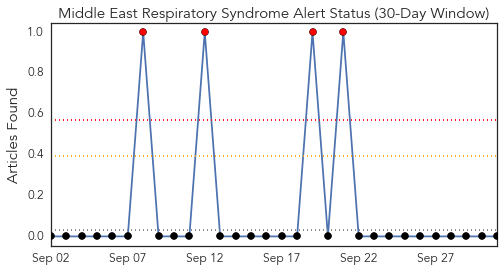 Middle East Respiratory Syndrome Alert Status (30-Day Window)
Articles Found
1.0
0.8
0.6
0.4
0.2
0.0
Sep 02 Sep 07 Sep 12 Sep 17 Sep 22 Sep 27